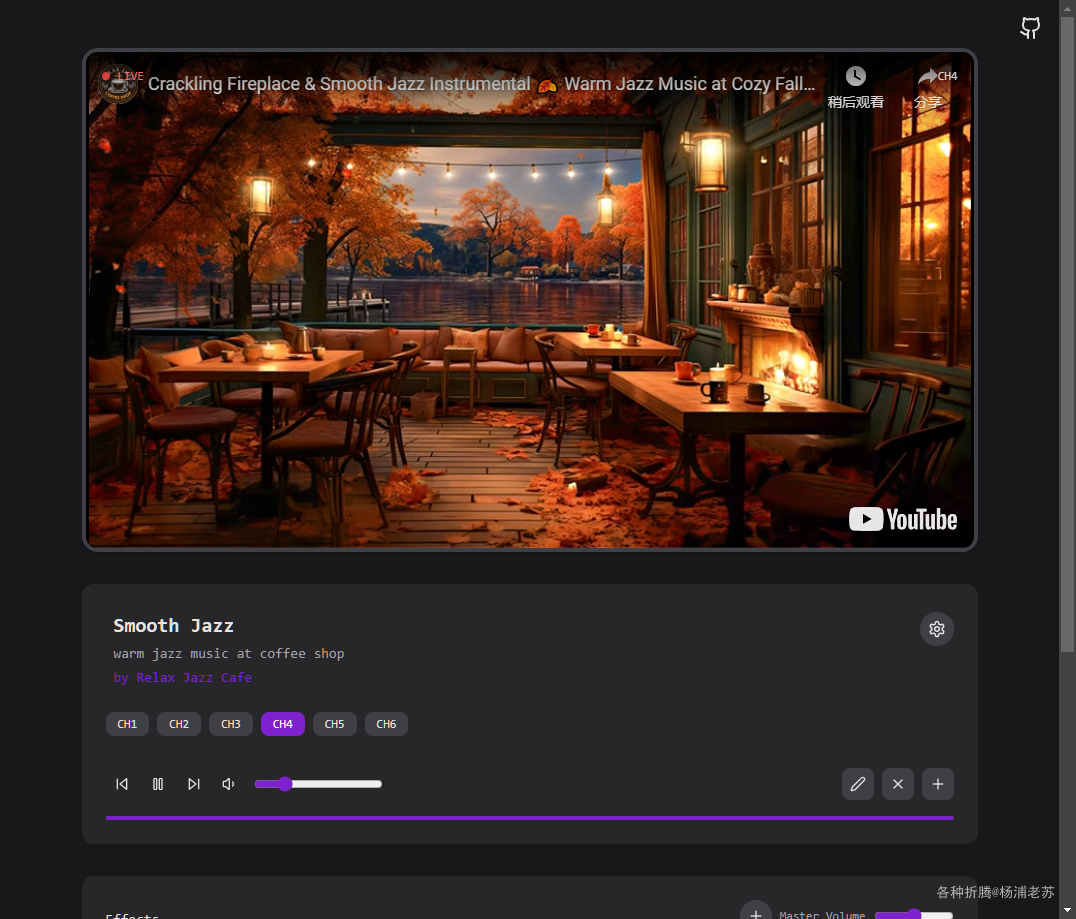 LIVE
Crackling Fireplace & Smooth Jazz Instrumental 🍂 Warm Jazz Music at Cozy Fall...
稍后观看
分享
CH4
YouTube
Smooth Jazz
warm jazz music at coffee shop
by Relax Jazz Cafe
CH1 CH2 CH3 CH4 CH5 CH6
Effects
Master Volume
各种折腾@杨浦老苏